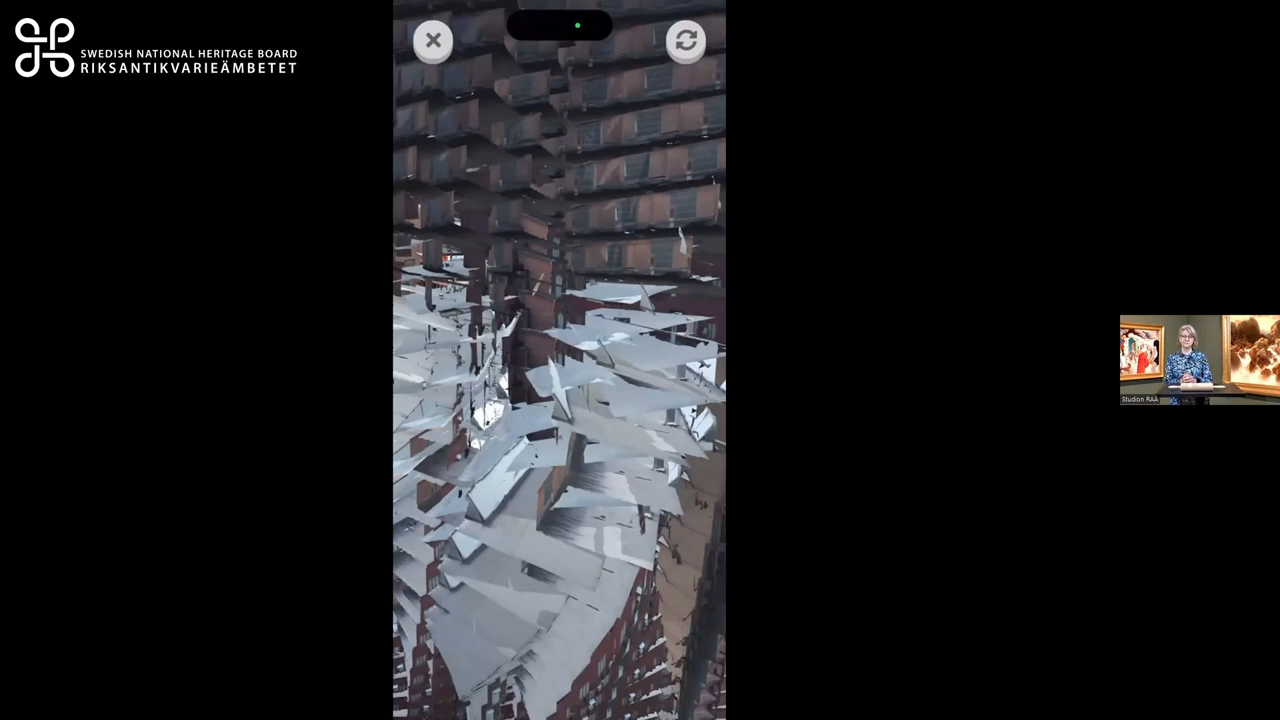 SWEDISH NATIONAL HERITAGE BOARD
RIKSANTIKVARIEÄMBETET
Studion RAÄ